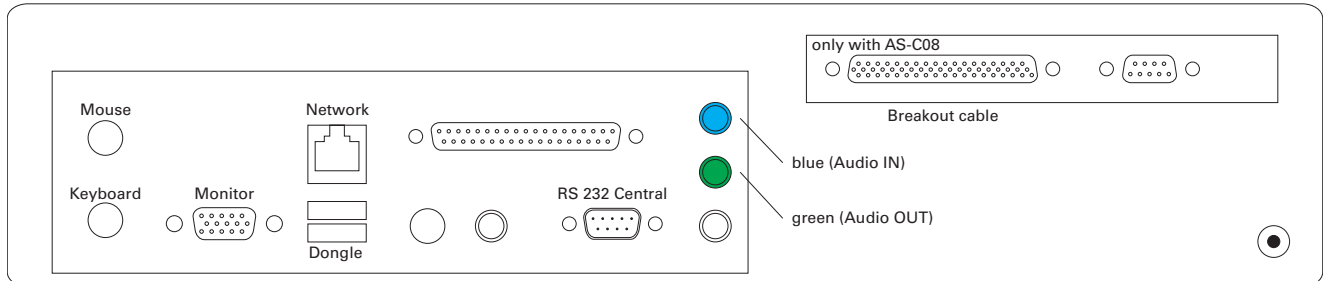 only with AS-C08
Breakout cable
Mouse
Network
blue (Audio IN)
Keyboard
Monitor
RS 232 Central
green (Audio OUT)
Dongle